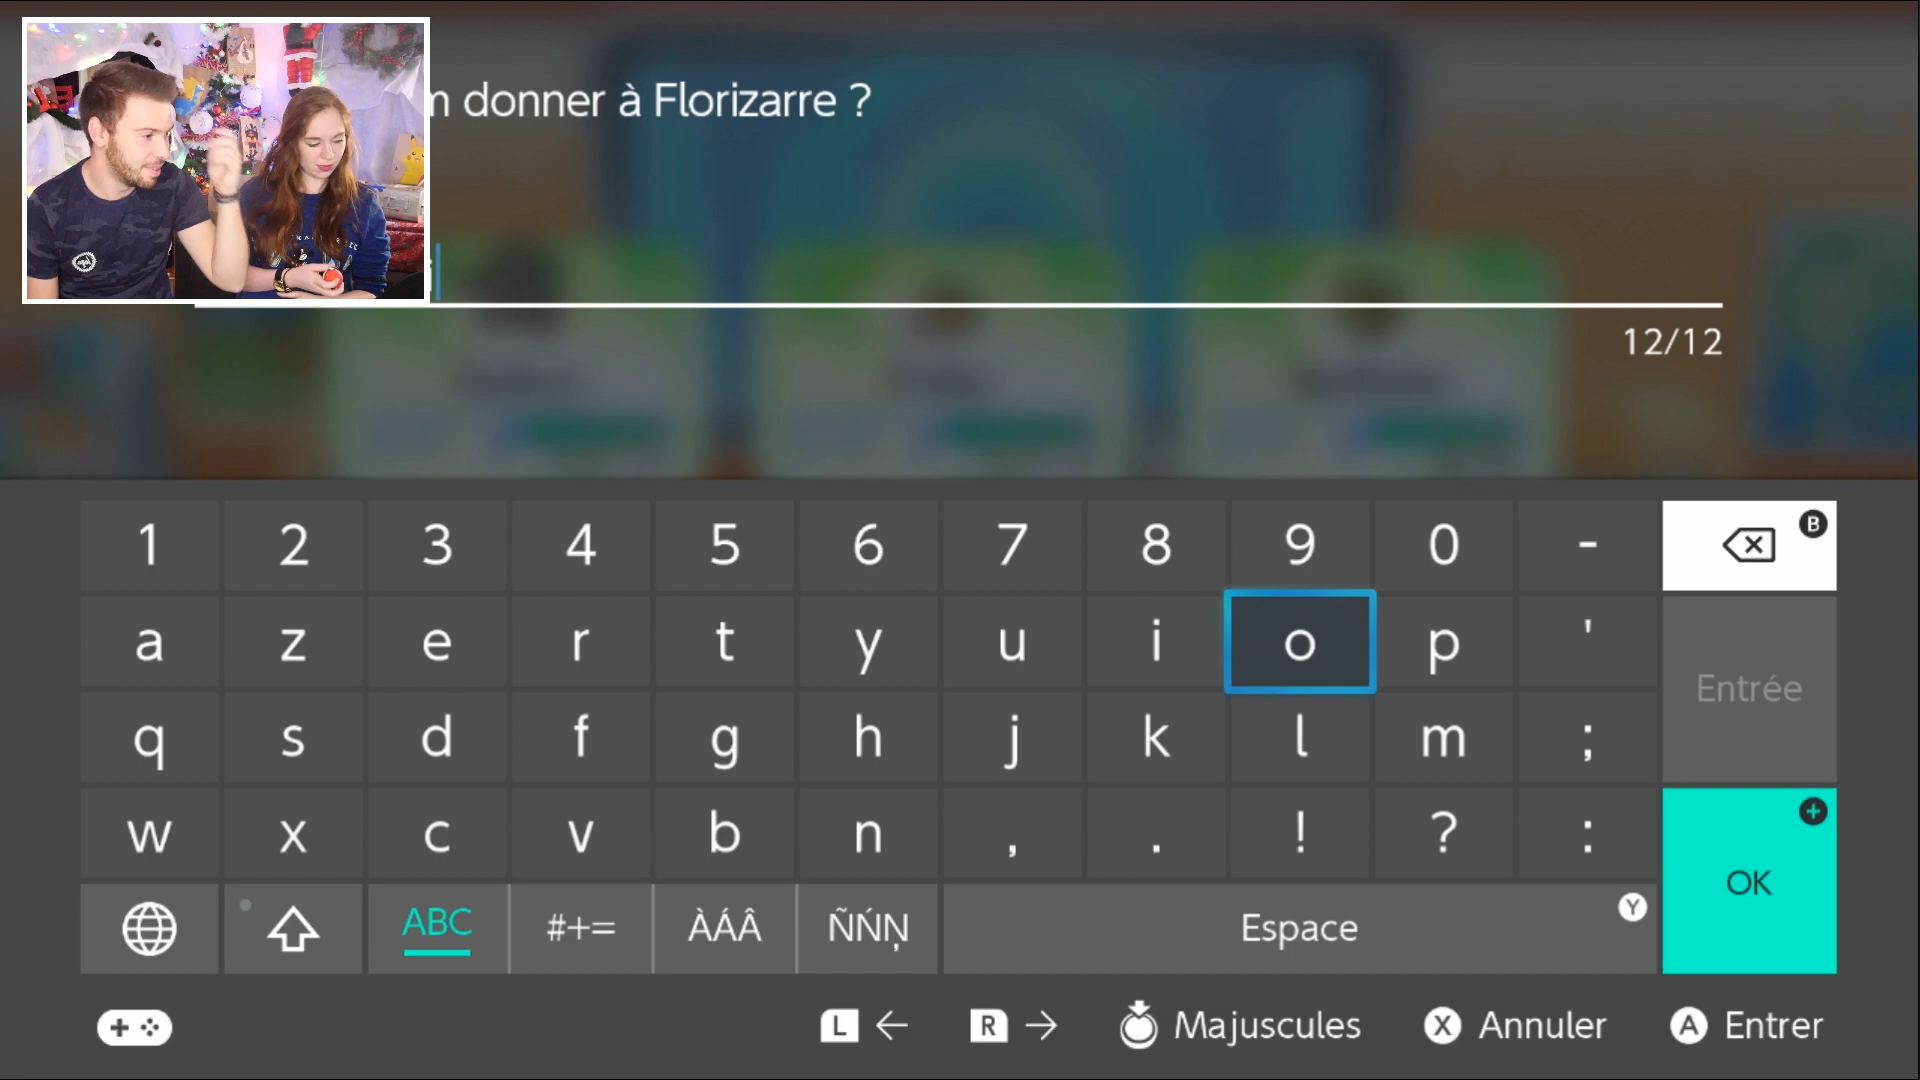 m donner à Florizarre ?
12/12
1 2 3 4 5 6 7 8 9 0 - B
a z e r t y u i o p '
Entrée
q s d f g h j k l m ;
w x c v b n , . ! ? : +
OK
ABC #+= ÀÁÂ ÑŃŅ Espace Y
L ← R → Majuscules X Annuler A Entrer